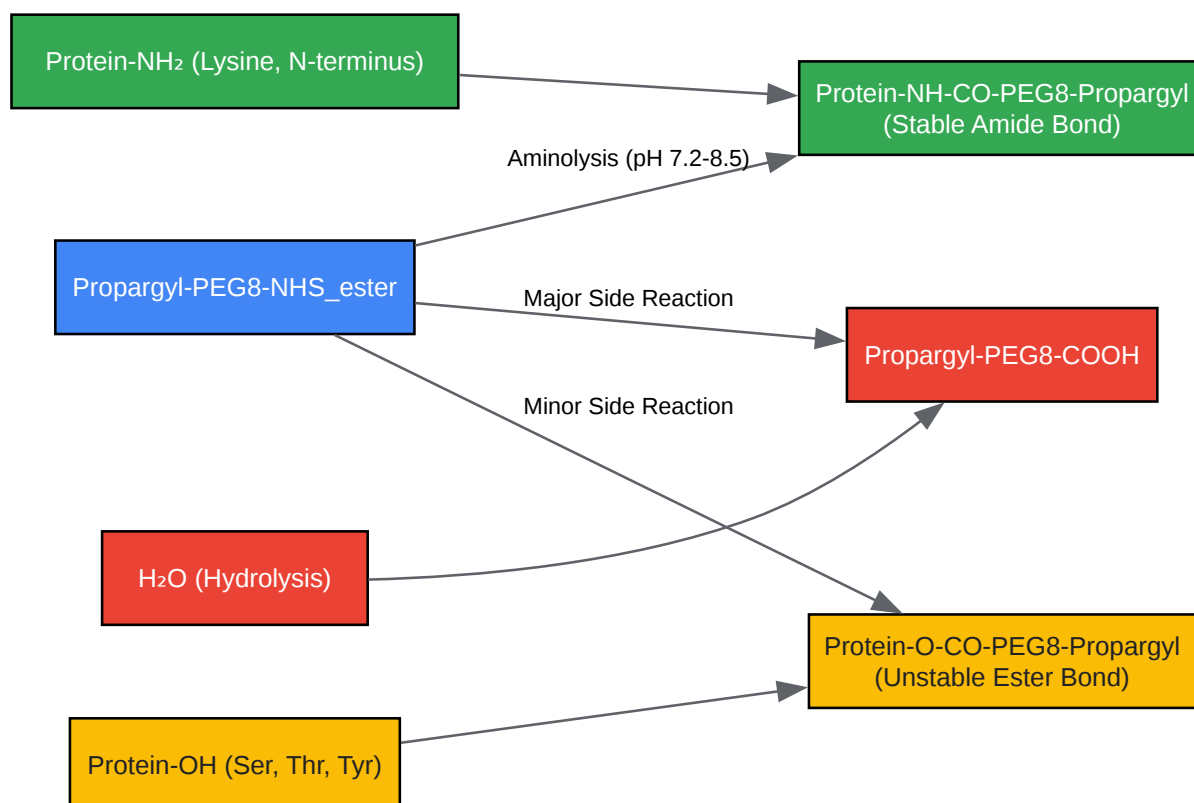 Protein-NH₂ (Lysine, N-terminus)
Protein-NH-CO-PEG8-Propargyl
(Stable Amide Bond)
Aminolysis (pH 7.2-8.5)
Propargyl-PEG8-NHS_ester
Major Side Reaction
Propargyl-PEG8-COOH
Minor Side Reaction
H₂O (Hydrolysis)
Protein-O-CO-PEG8-Propargyl
(Unstable Ester Bond)
Protein-OH (Ser, Thr, Tyr)